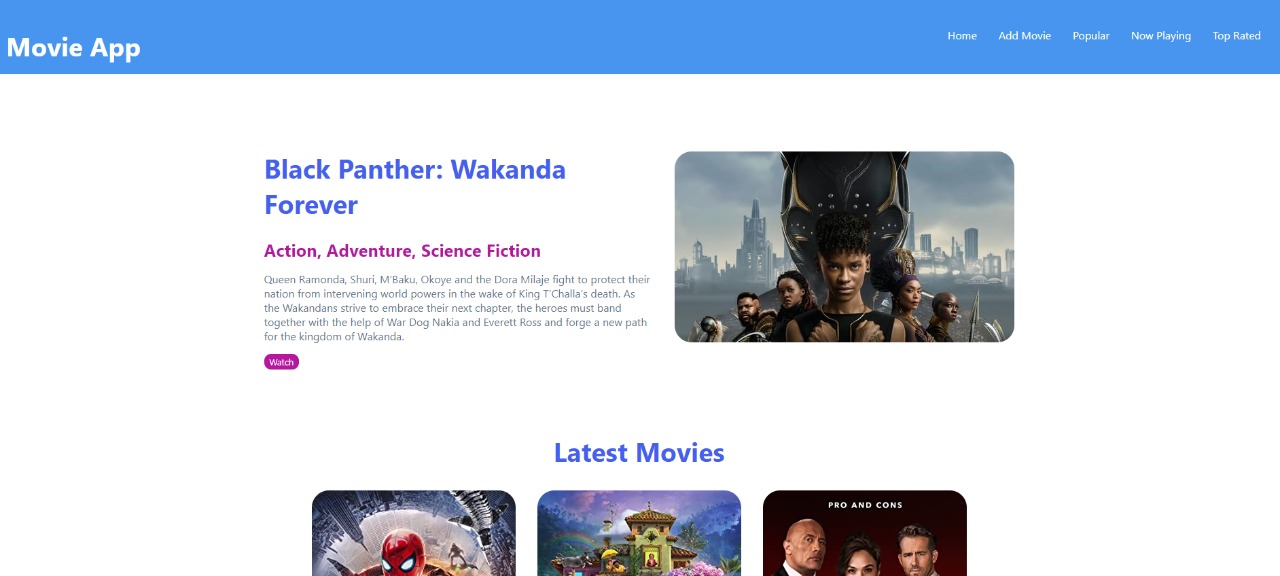 Movie App
Home
Add Movie
Popular
Now Playing
Top Rated
Black Panther: Wakanda
Forever
Action, Adventure, Science Fiction
Queen Ramonda, Shuri, M'Baku, Okoye and the Dora Milaje fight to protect their
nation from intervening world powers in the wake of King T'Challa's death. As
the Wakandans strive to embrace their next chapter, the heroes must band
together with the help of War Dog Nakia and Everett Ross and forge a new path
for the kingdom of Wakanda.
Watch
Latest Movies
PRO AND CONS